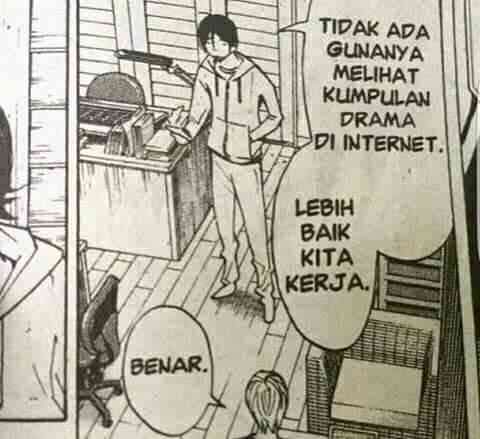 TIDAK ADA
GUNANYA
MELIHAT
KUMPULAN
DRAMA
DI INTERNET.
LEBIH
BAIK
KITA
KERJA.
BENAR.